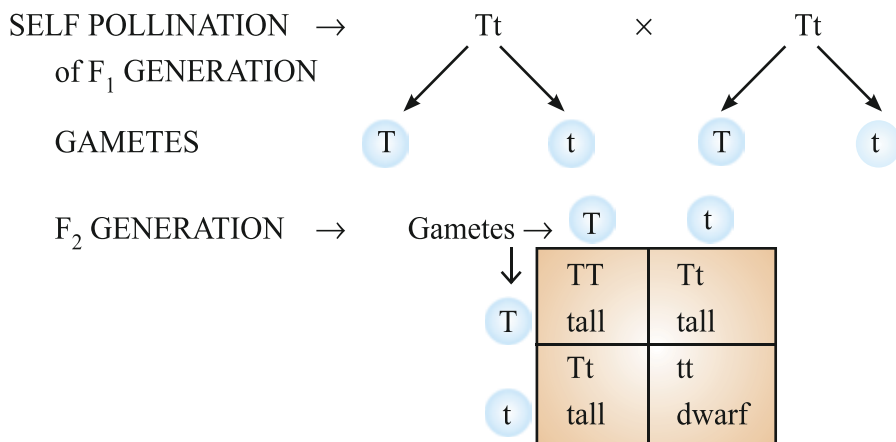 SELF POLLINATION → Tt × Tt
of F₁ GENERATION
GAMETES T t T t
F₂ GENERATION → Gametes → T t
↓
TT Tt
T tall tall
Tt tt
t tall dwarf